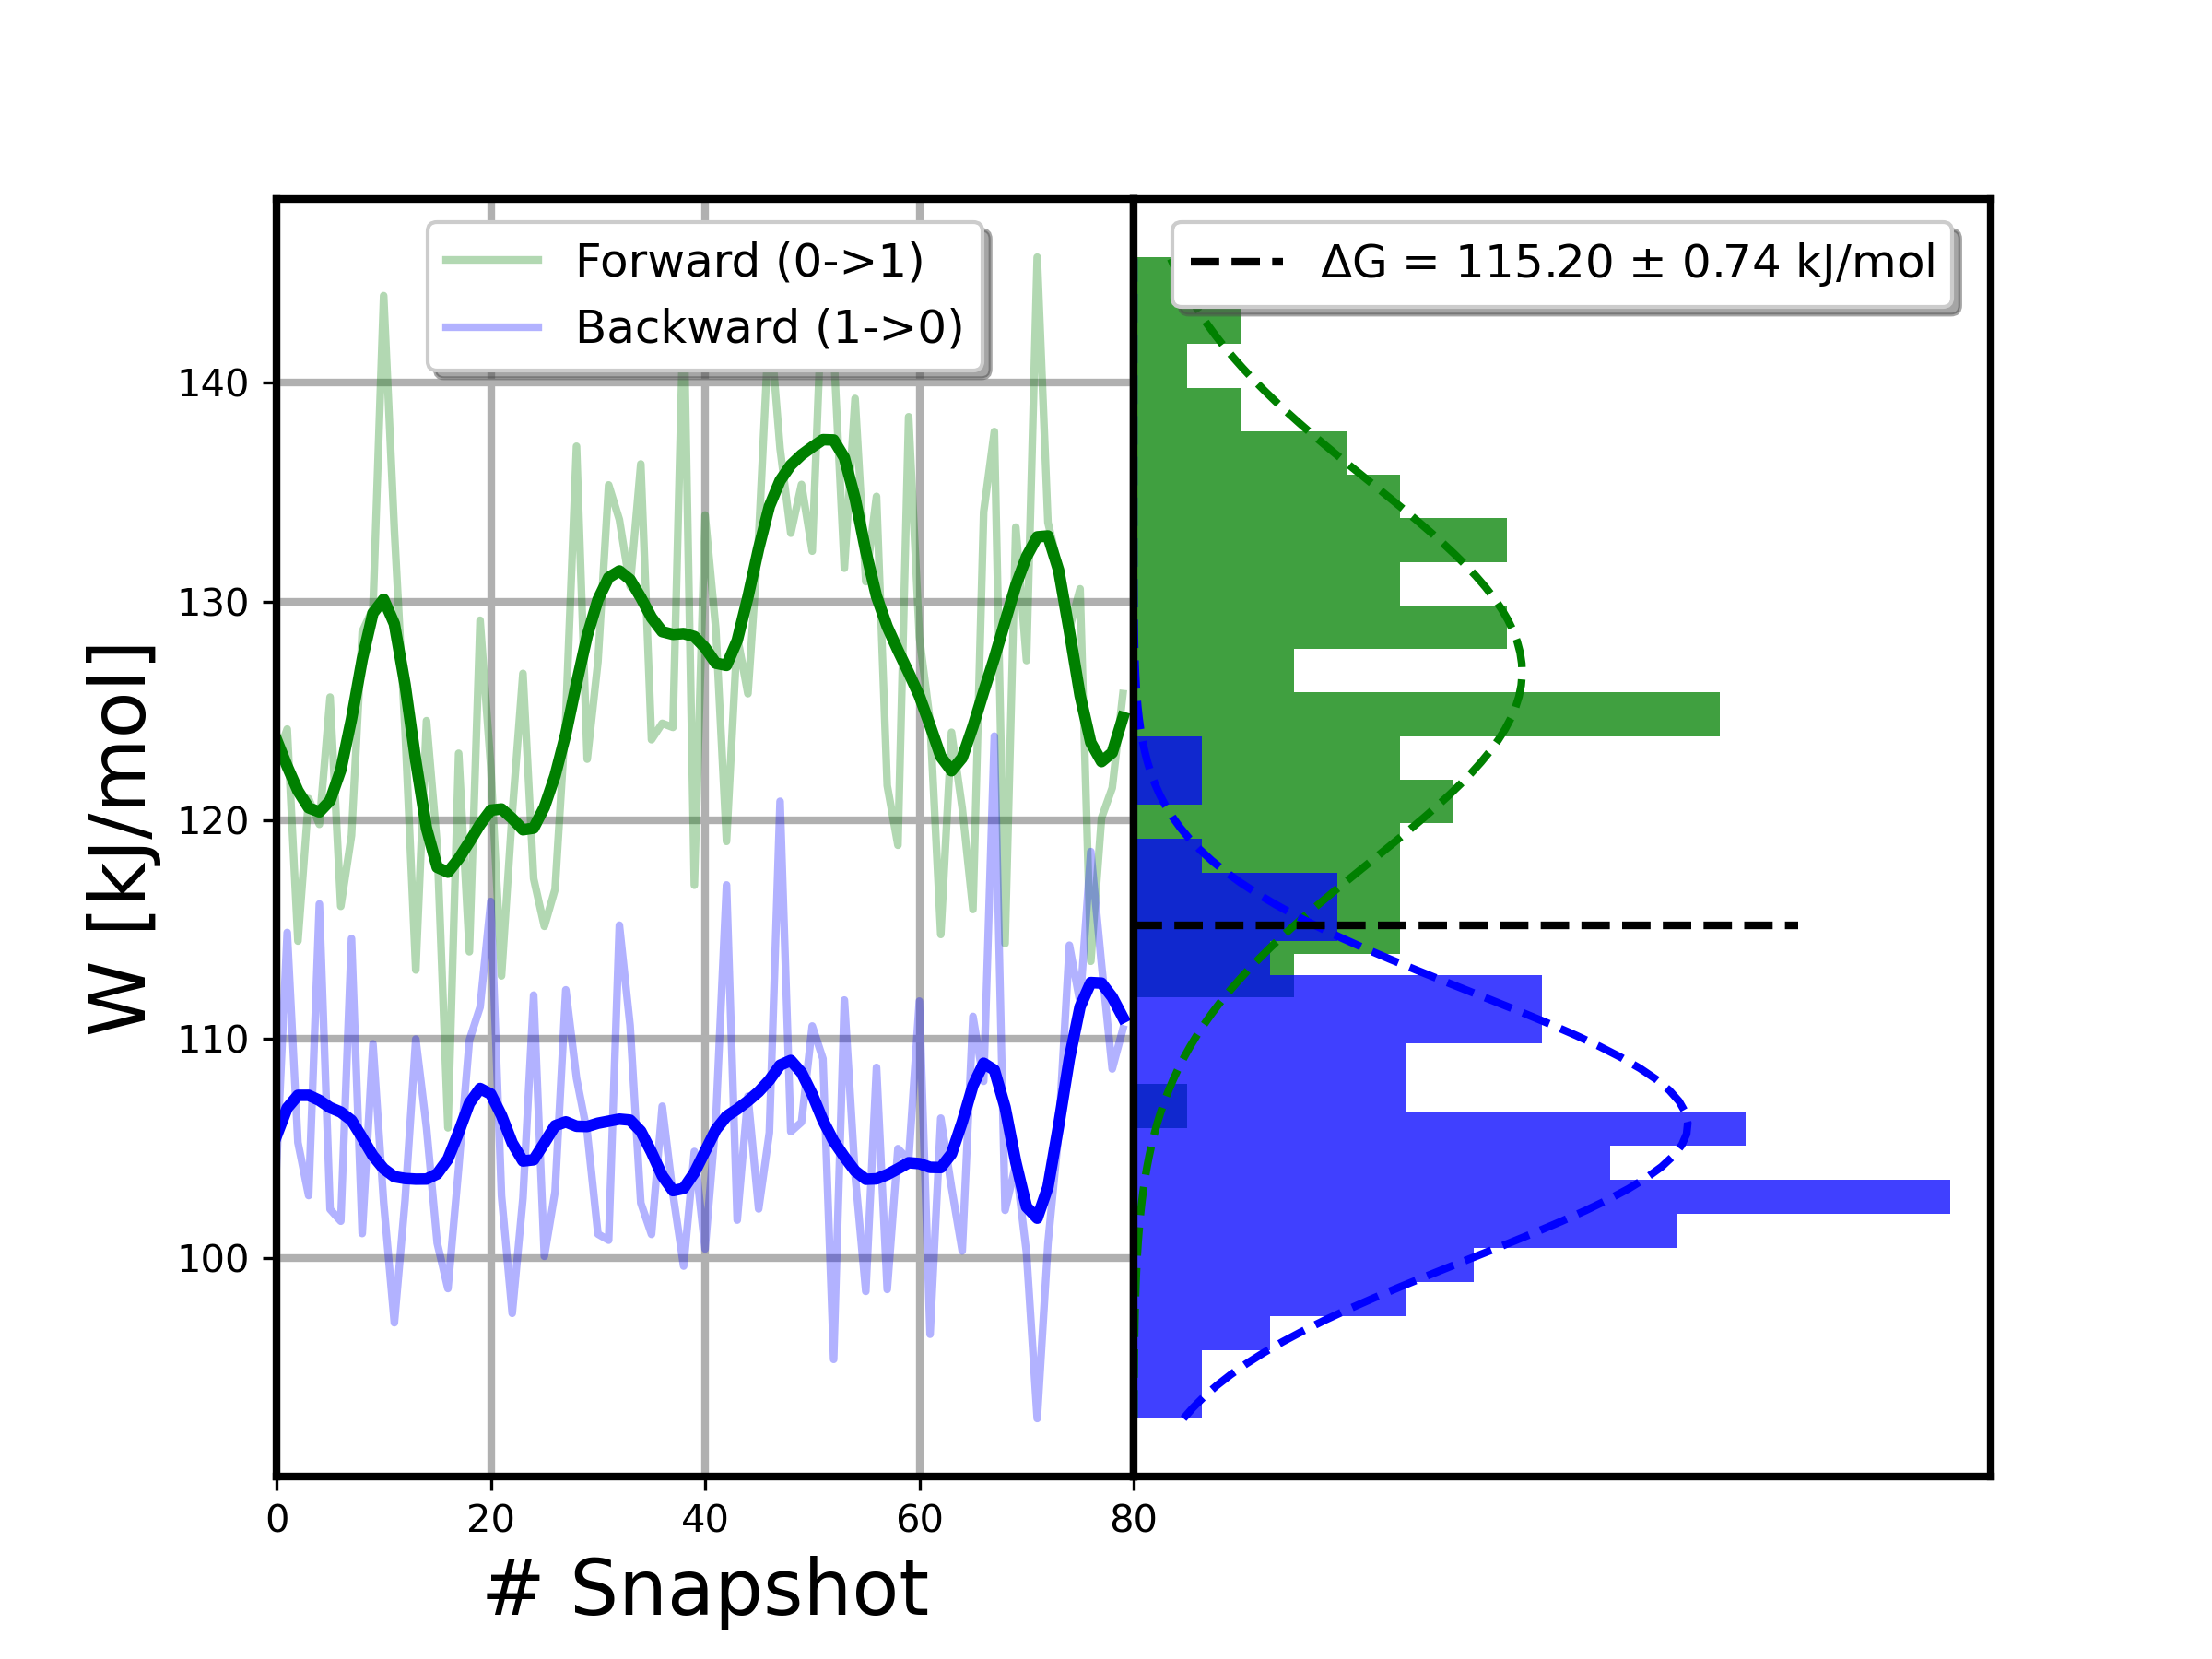 Forward (0->1)
Backward (1->0)
ΔG = 115.20 ± 0.74 kJ/mol
W [kJ/mol]
140
130
120
110
100
0 20 40 60 80
# Snapshot